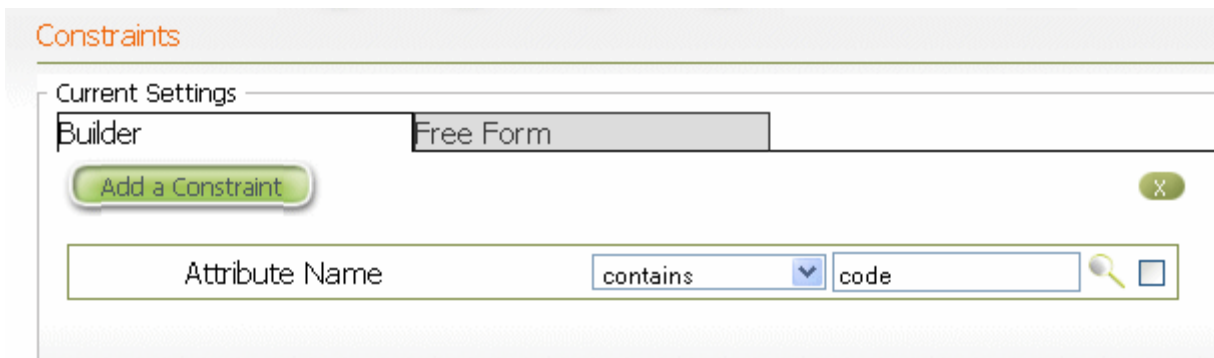 Constraints
Current Settings
Builder Free Form
Add a Constraint X
Attribute Name contains code